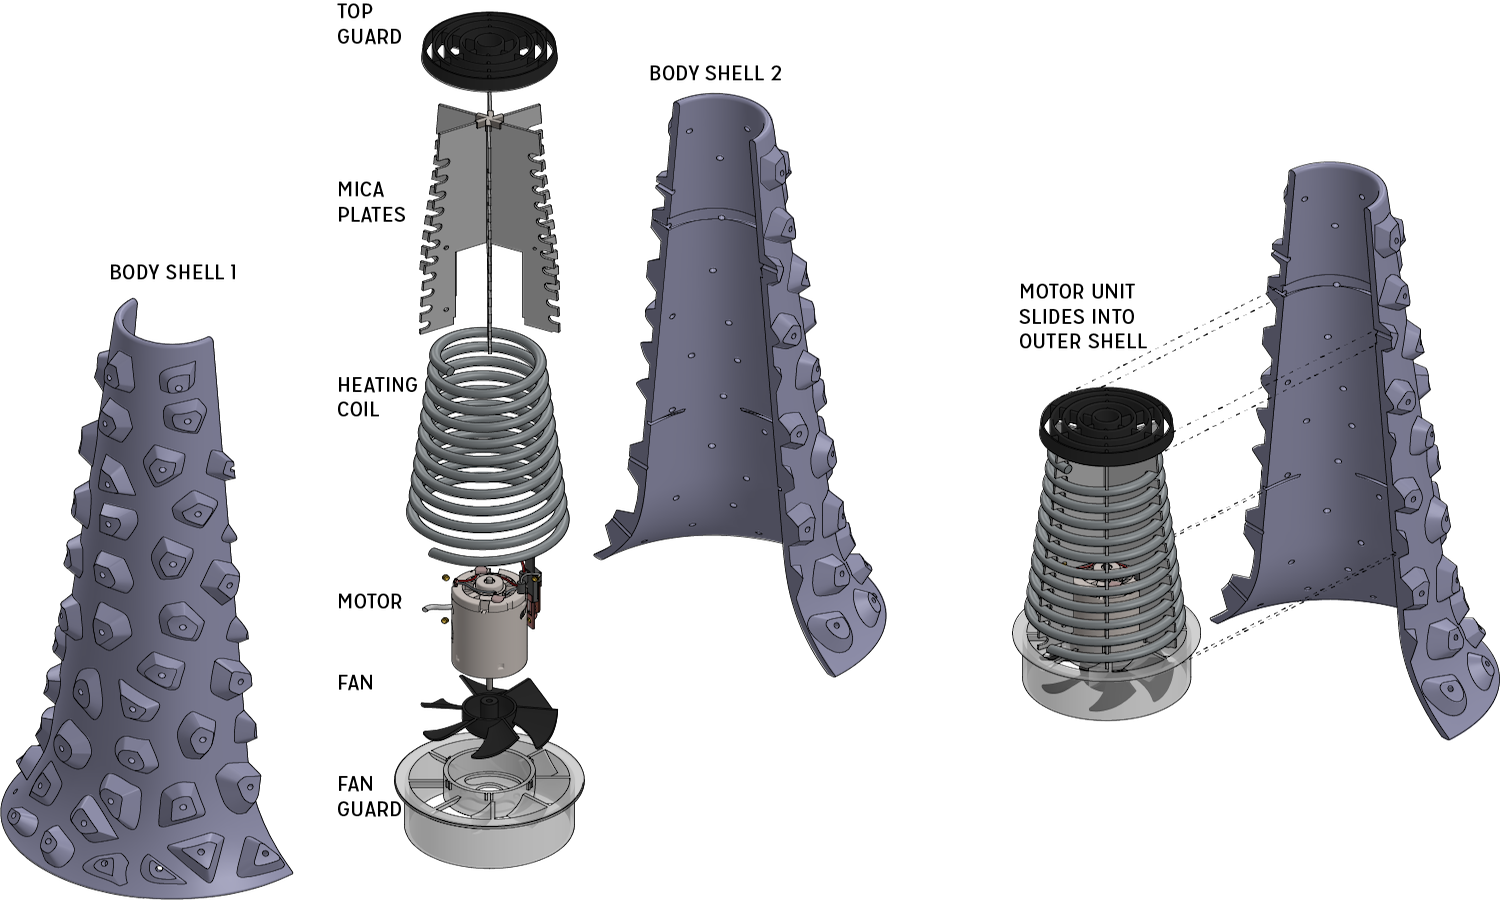 TOP
GUARD
BODY SHELL 2
MICA
PLATES
BODY SHELL 1
MOTOR UNIT
SLIDES INTO
OUTER SHELL
HEATING
COIL
MOTOR
FAN
FAN
GUARD